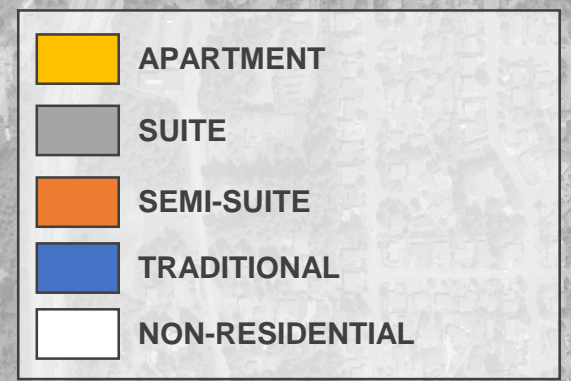 APARTMENT
SUITE
SEMI-SUITE
TRADITIONAL
NON-RESIDENTIAL